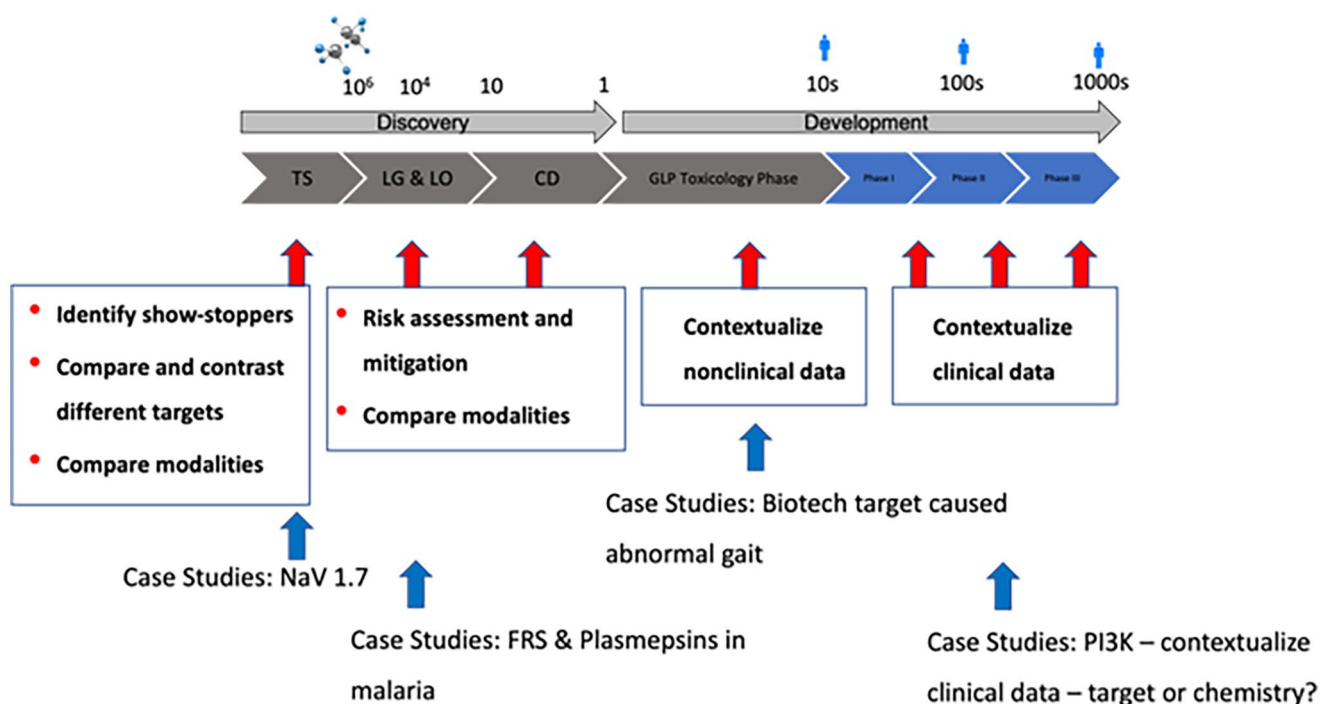 10⁶ 10⁴ 10 1 10s 100s 1000s
Discovery Development
TS LG & LO CD GLP Toxicology Phase Phase I Phase II Phase III
• Identify show-stoppers
• Compare and contrast
different targets
• Compare modalities
• Risk assessment and
mitigation
• Compare modalities
Contextualize
nonclinical data
Contextualize
clinical data
Case Studies: NaV 1.7
Case Studies: FRS & Plasmepsins in
malaria
Case Studies: Biotech target caused
abnormal gait
Case Studies: PI3K – contextualize
clinical data – target or chemistry?